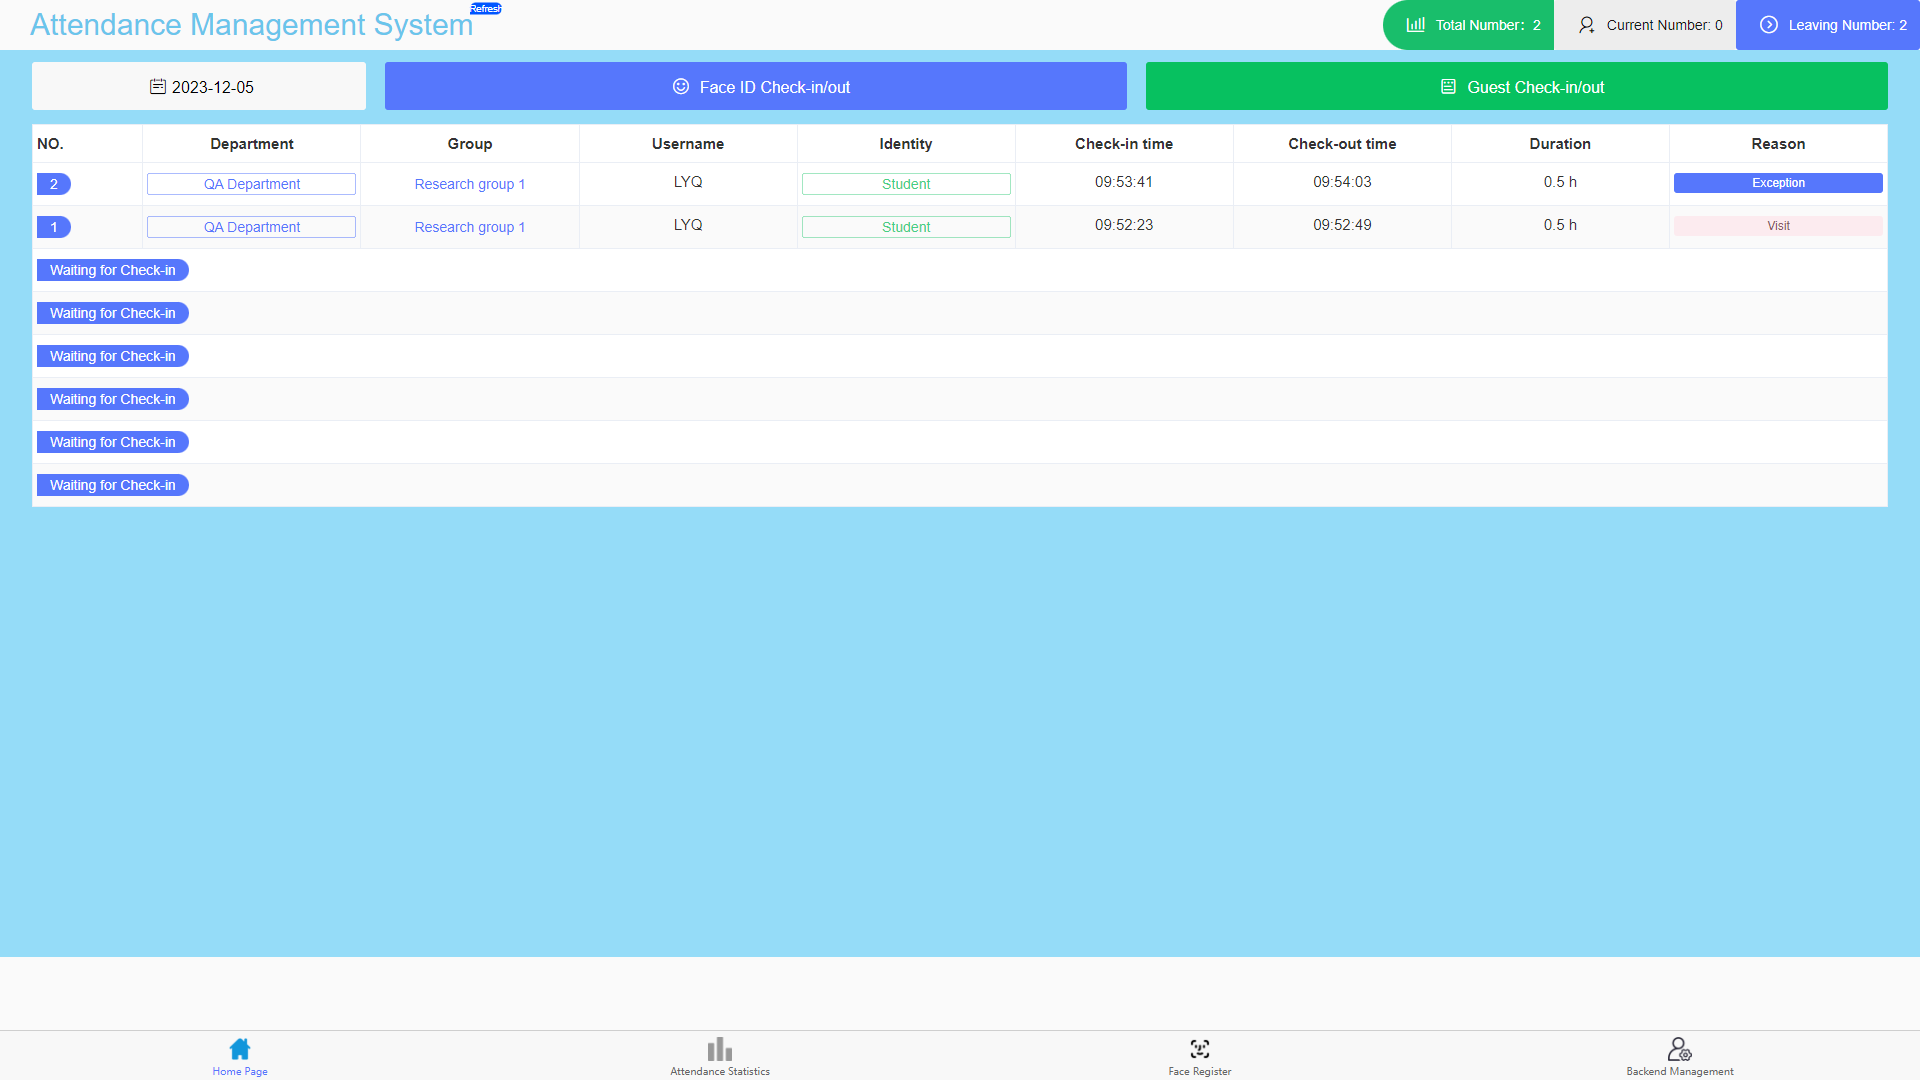 Attendance Management System
Refresh
Total Number: 2
Current Number: 0
Leaving Number: 2
2023-12-05
Face ID Check-in/out
Guest Check-in/out
NO. Department Group Username Identity Check-in time Check-out time Duration Reason
2 QA Department Research group 1 LYQ Student 09:53:41 09:54:03 0.5 h Exception
1 QA Department Research group 1 LYQ Student 09:52:23 09:52:49 0.5 h Visit
Waiting for Check-in
Waiting for Check-in
Waiting for Check-in
Waiting for Check-in
Waiting for Check-in
Waiting for Check-in
Home Page
Attendance Statistics
Face Register
Backend Management